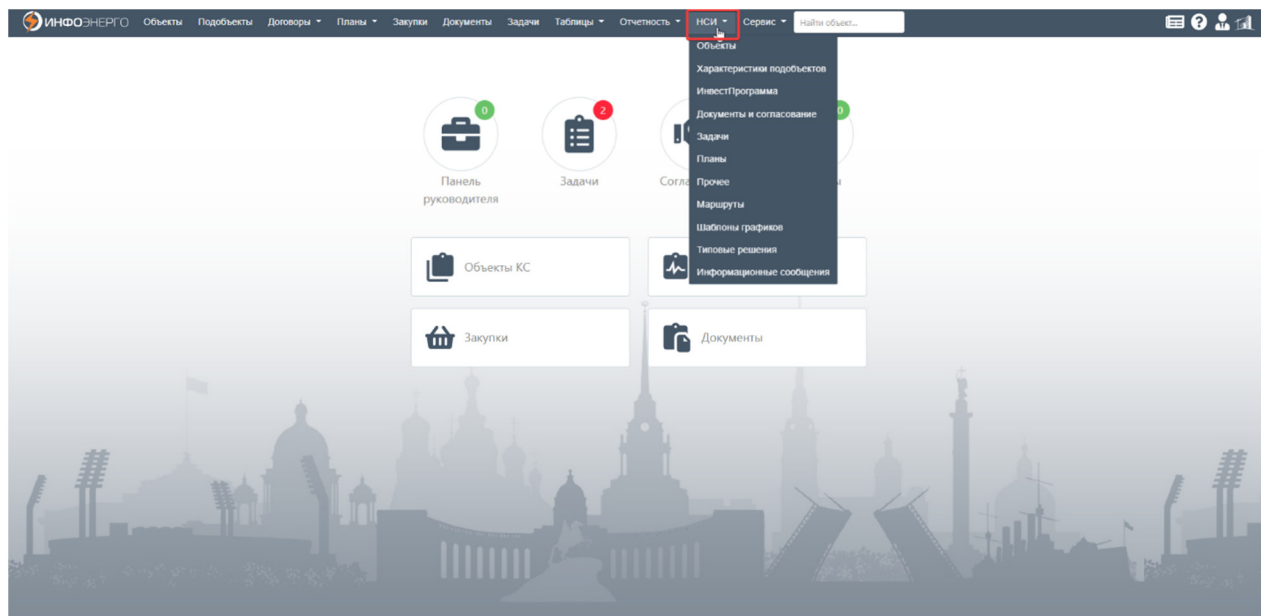 ИНФОЭНЕРГО Объекты Подобъекты Договоры Планы Закупки Документы Задачи Таблицы Отчетность НСИ Сервис Найти объект...
Объекты
Характеристики подобъектов
ИнвестПрограмма
Документы и согласование
Задачи
Планы
Прочее
Маршруты
Шаблоны графиков
Типовые решения
Информационные сообщения
0
2
0
Панель
руководителя
Задачи
Объекты КС
Закупки
Документы